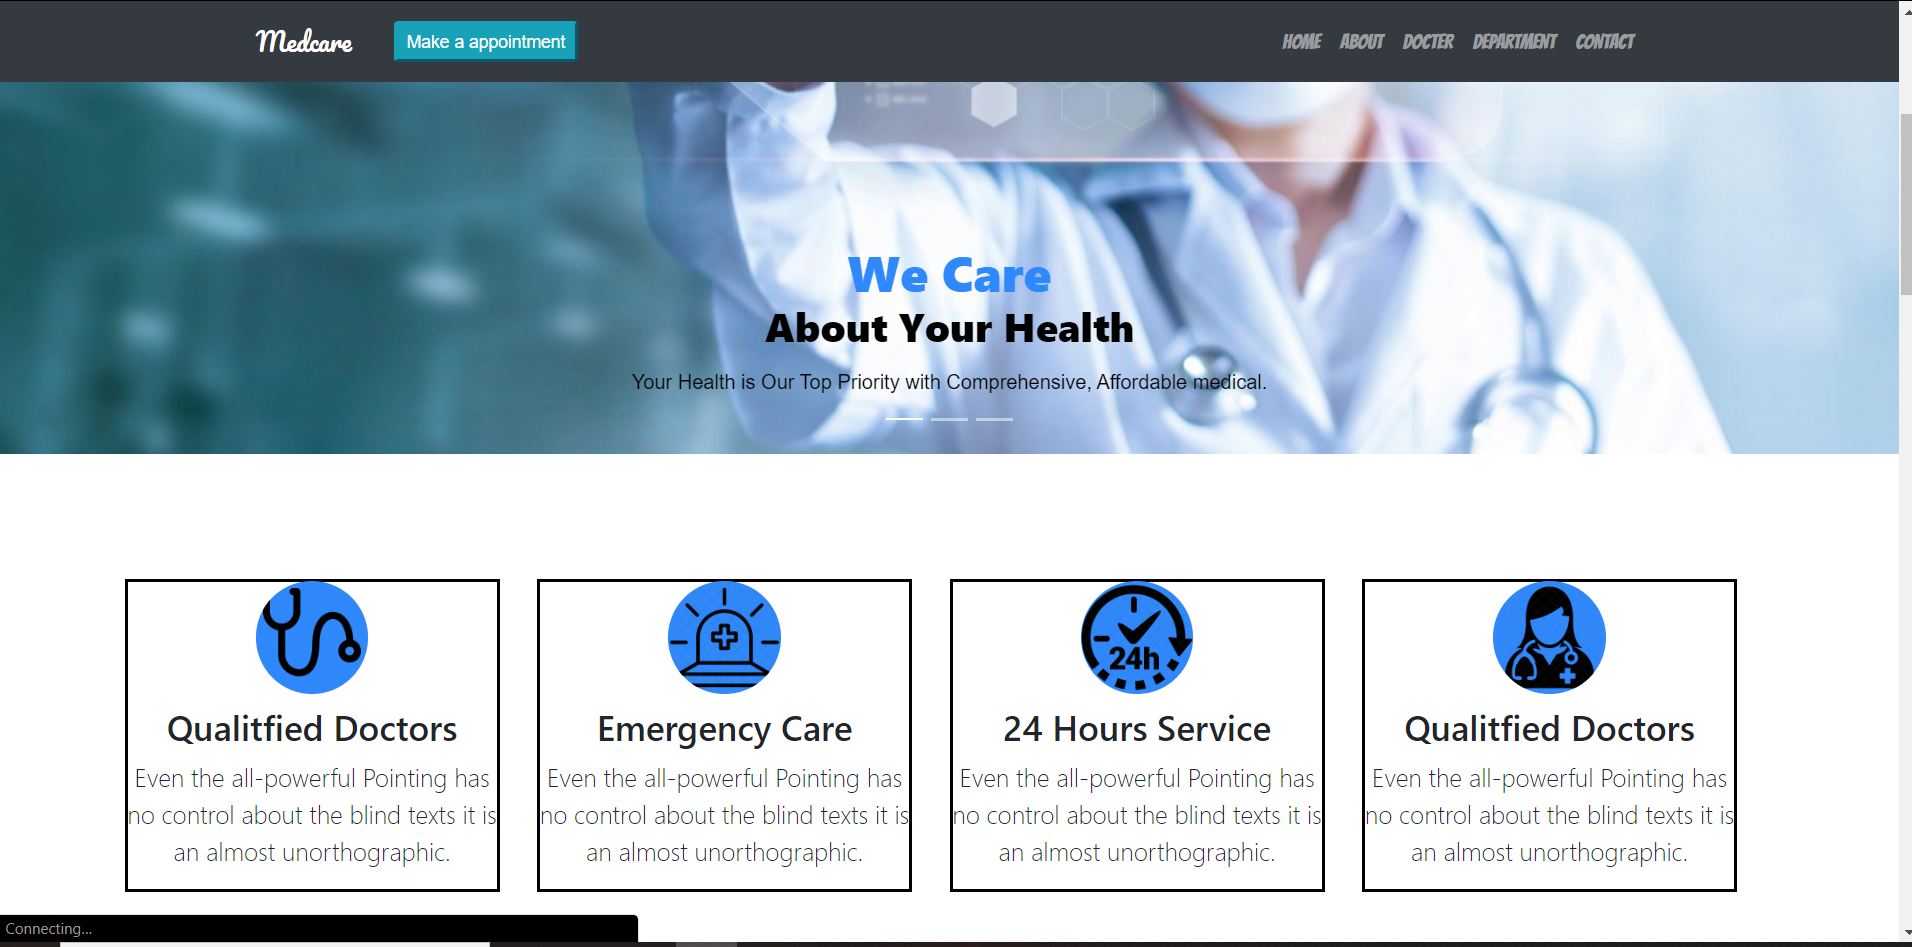 Medcare Make a appointment HOME ABOUT DOCTER DEPARTMENT CONTACT
We Care
About Your Health
Your Health is Our Top Priority with Comprehensive, Affordable medical.
24h
Qualitfied Doctors
Even the all-powerful Pointing has
no control about the blind texts it is
an almost unorthographic.
Emergency Care
Even the all-powerful Pointing has
no control about the blind texts it is
an almost unorthographic.
24 Hours Service
Even the all-powerful Pointing has
no control about the blind texts it is
an almost unorthographic.
Qualitfied Doctors
Even the all-powerful Pointing has
no control about the blind texts it is
an almost unorthographic.
Connecting...